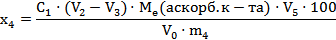 x₄ = (C₁ · (V₂ − V₃) · Mₑ(аскорб.к − та) · V₅ · 100) / (V₀ · m₄)